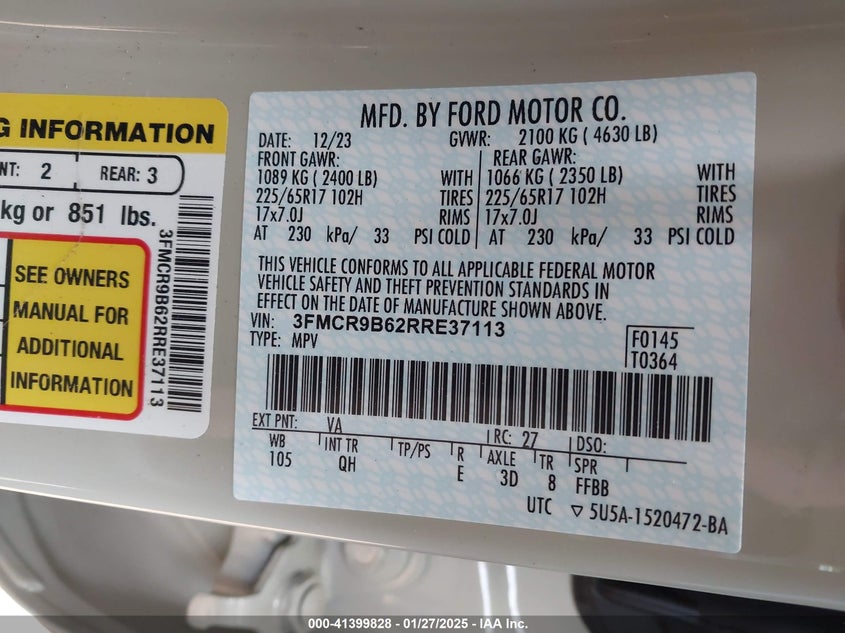 G INFORMATION
NT: 2 REAR: 3
kg or 851 lbs.
SEE OWNERS
MANUAL FOR
ADDITIONAL
INFORMATION
3FMCR9B62RRE37113
MFD. BY FORD MOTOR CO.
DATE: 12/23 GVWR: 2100 KG ( 4630 LB)
FRONT GAWR: REAR GAWR:
1089 KG ( 2400 LB) WITH 1066 KG ( 2350 LB) WITH
225/65R17 102H TIRES 225/65R17 102H TIRES
17x7.0J RIMS 17x7.0J RIMS
AT 230 kPa/ 33 PSI COLD AT 230 kPa/ 33 PSI COLD
THIS VEHICLE CONFORMS TO ALL APPLICABLE FEDERAL MOTOR
VEHICLE SAFETY AND THEFT PREVENTION STANDARDS IN
EFFECT ON THE DATE OF MANUFACTURE SHOWN ABOVE.
VIN: 3FMCR9B62RRE37113
TYPE: MPV
F0145
T0364
EXT PNT: VA RC: 27 DSO:
WB INT TR TP/PS R AXLE TR SPR
105 QH E 3D 8 FFBB
UTC ▽ 5U5A-1520472-BA
000-41399828 - 01/27/2025 - IAA Inc.